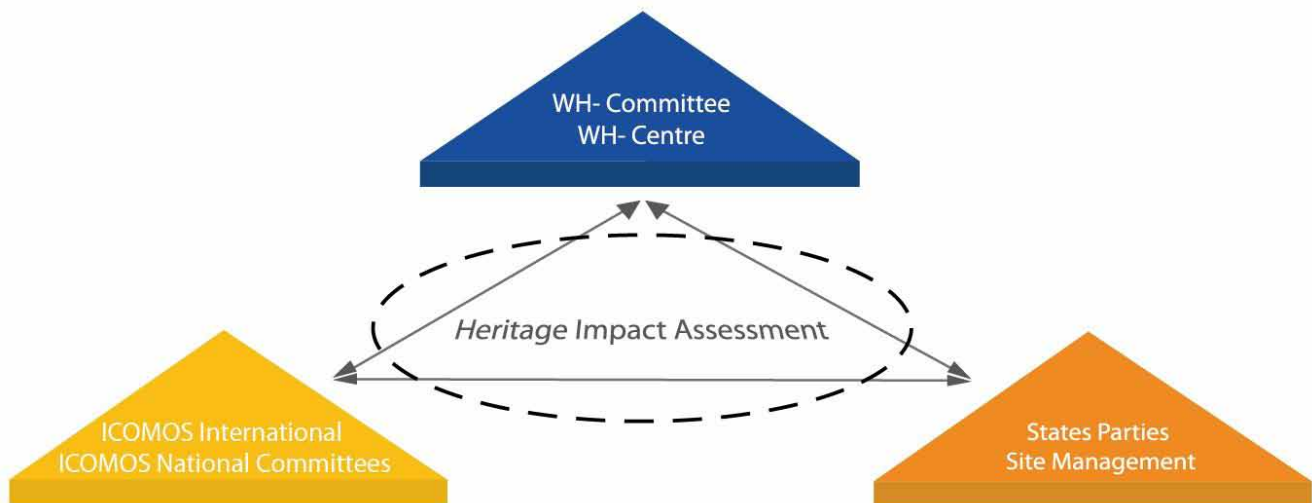 WH- Committee
WH- Centre
Heritage Impact Assessment
ICOMOS International
ICOMOS National Committees
States Parties
Site Management